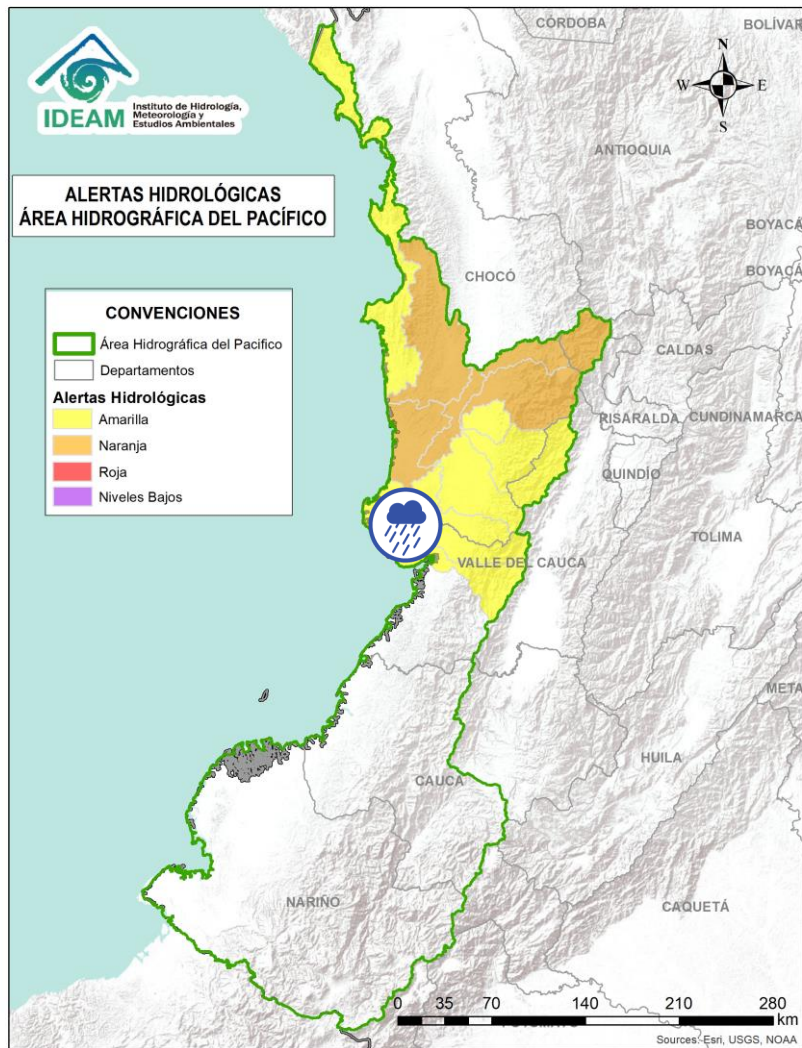 CÓRDOBA
BOLÍVAR
N
W
E
S
IDEAM
Instituto de Hidrología,
Meteorología y
Estudios Ambientales
ANTIOQUIA
ALERTAS HIDROLÓGICAS
ÁREA HIDROGRÁFICA DEL PACÍFICO
BOYACÁ
BOYACÁ
CHOCÓ
CONVENCIONES
Área Hidrográfica del Pacifico
Departamentos
Alertas Hidrológicas
Amarilla
Naranja
Roja
Niveles Bajos
CALDAS
RISARALDA
CUNDINAMARCA
QUINDÍO
TOLIMA
VALLE DEL CAUCA
META
HUILA
CAUCA
NARIÑO
CAQUETÁ
0 35 70 140 210 280
km
Sources: Esri, USGS, NOAA